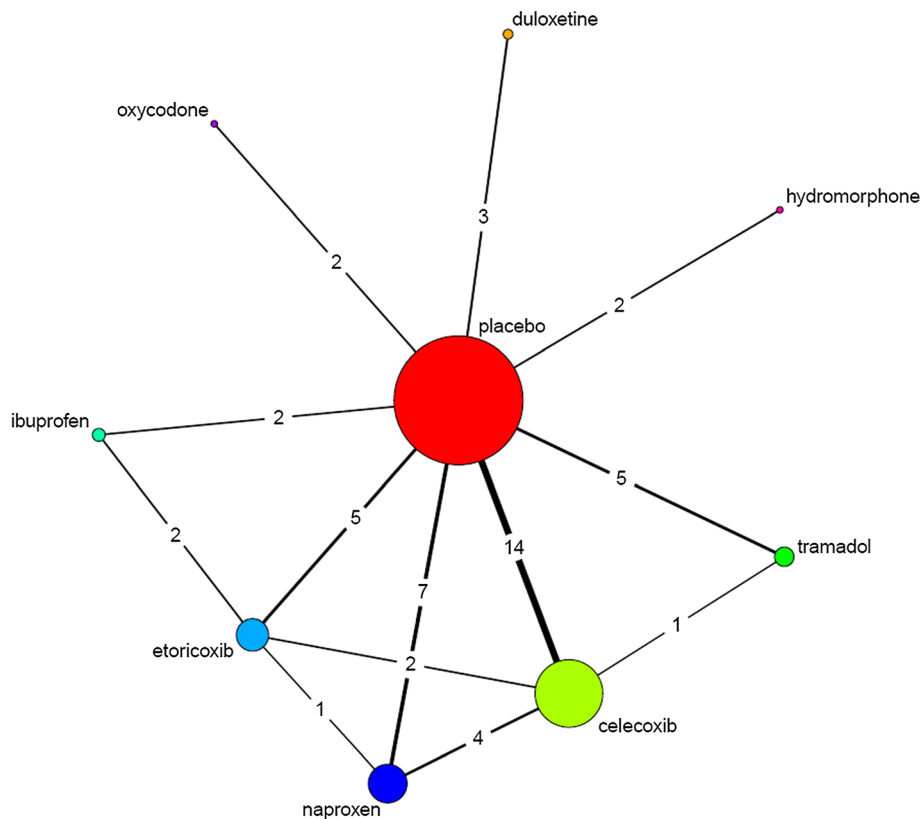 duloxetine
oxycodone
hydromorphone
3
2
2
placebo
ibuprofen
2
5
5
2
14
tramadol
7
1
etoricoxib
2
1
celecoxib
4
naproxen